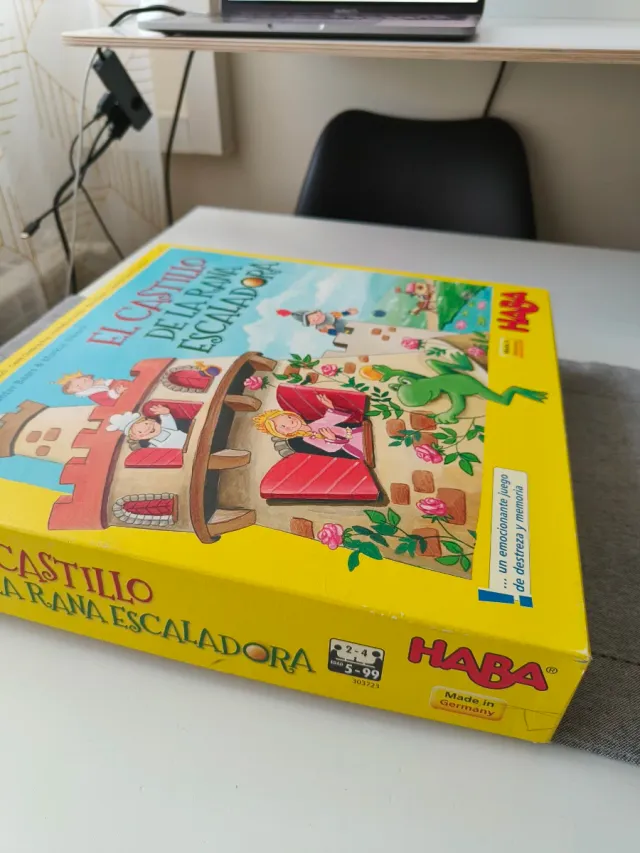 EL CASTILLO
DE LA RANA
ESCALADORA
HABA
... un emocionante juego
de destreza y memoria
CASTILLO
LA RANA ESCALADORA
2 - 4
5 - 99
303723
HABA®
Made in
Germany